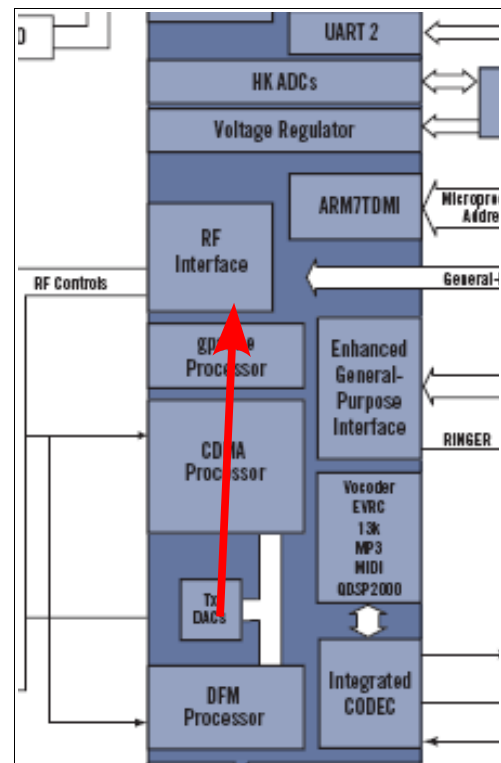 UART 2
HK ADCs
Voltage Regulator
ARM7TDMI
RF
Interface
RF Controls
Processor
Enhanced
General-
Purpose
Interface
RINGER
CDMA
Processor
Vocoder
EVRC
13k
MP3
MIDI
QDSP2000
Tx
DACs
DFM
Processor
Integrated
CODEC